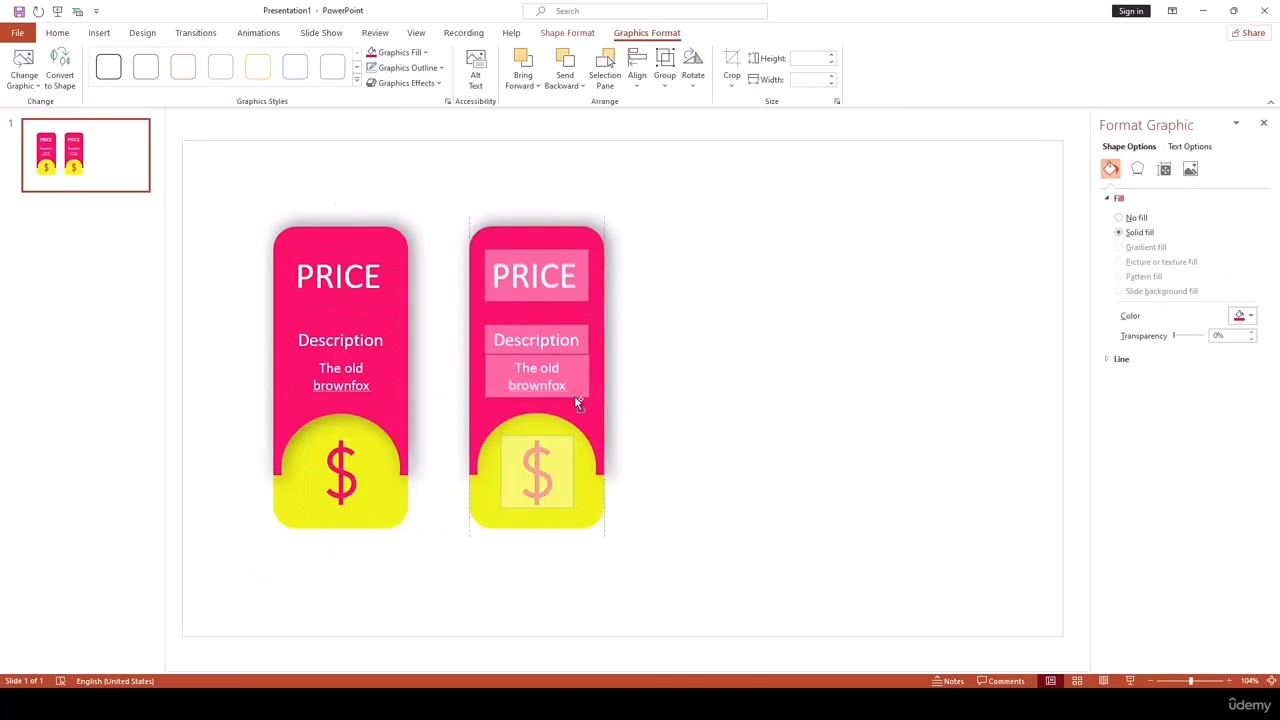 Presentation1 - PowerPoint
Search
Sign in
File
Home
Insert
Design
Transitions
Animations
Slide Show
Review
View
Recording
Help
Shape Format
Graphics Format
Share
Change
Graphic
Convert
to Shape
Change
Graphics Fill
Graphics Outline
Graphics Effects
Graphics Styles
Alt
Text
Accessibility
Bring
Forward
Send
Backward
Selection
Pane
Align
Group
Rotate
Arrange
Crop
Height:
Width:
Size
1
PRICE
Description
$
PRICE
Description
$
PRICE
Description
The old
brownfox
$
PRICE
Description
The old
brownfox
$
Format Graphic
Shape Options
Text Options
Fill
No fill
Solid fill
Gradient fill
Picture or texture fill
Pattern fill
Slide background fill
Color
Transparency
0%
Line
Slide 1 of 1
English (United States)
Notes
Comments
104%
ûdemy